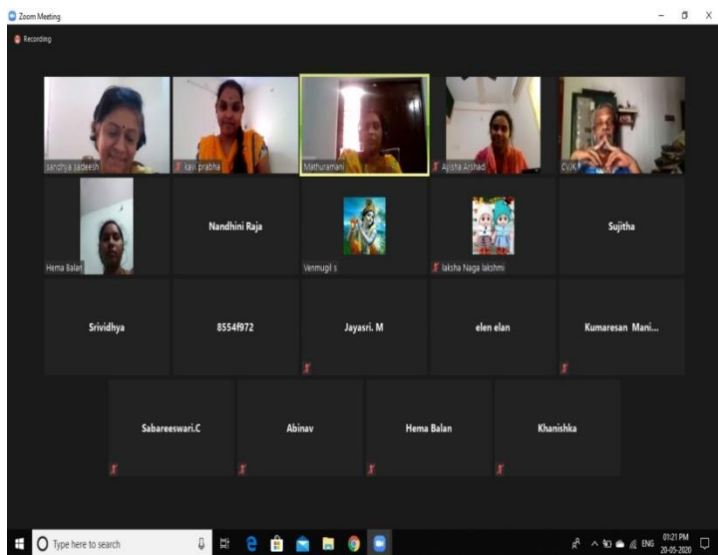 Zoom Meeting
Recording
sandhya sadeesh
kavi prabha
Mathuramani
Ayisha Arshad
CVJK
Hema Balan
Nandhini Raja
Venmugil s
laksha Naga lakshmi
Sujitha
Srividhya
8554f972
Jayasri. M
elen elan
Kumaresan Mani...
Sabareeswari.C
Abinav
Hema Balan
Khanishka
Type here to search
ENG
01:21 PM
20-05-2020